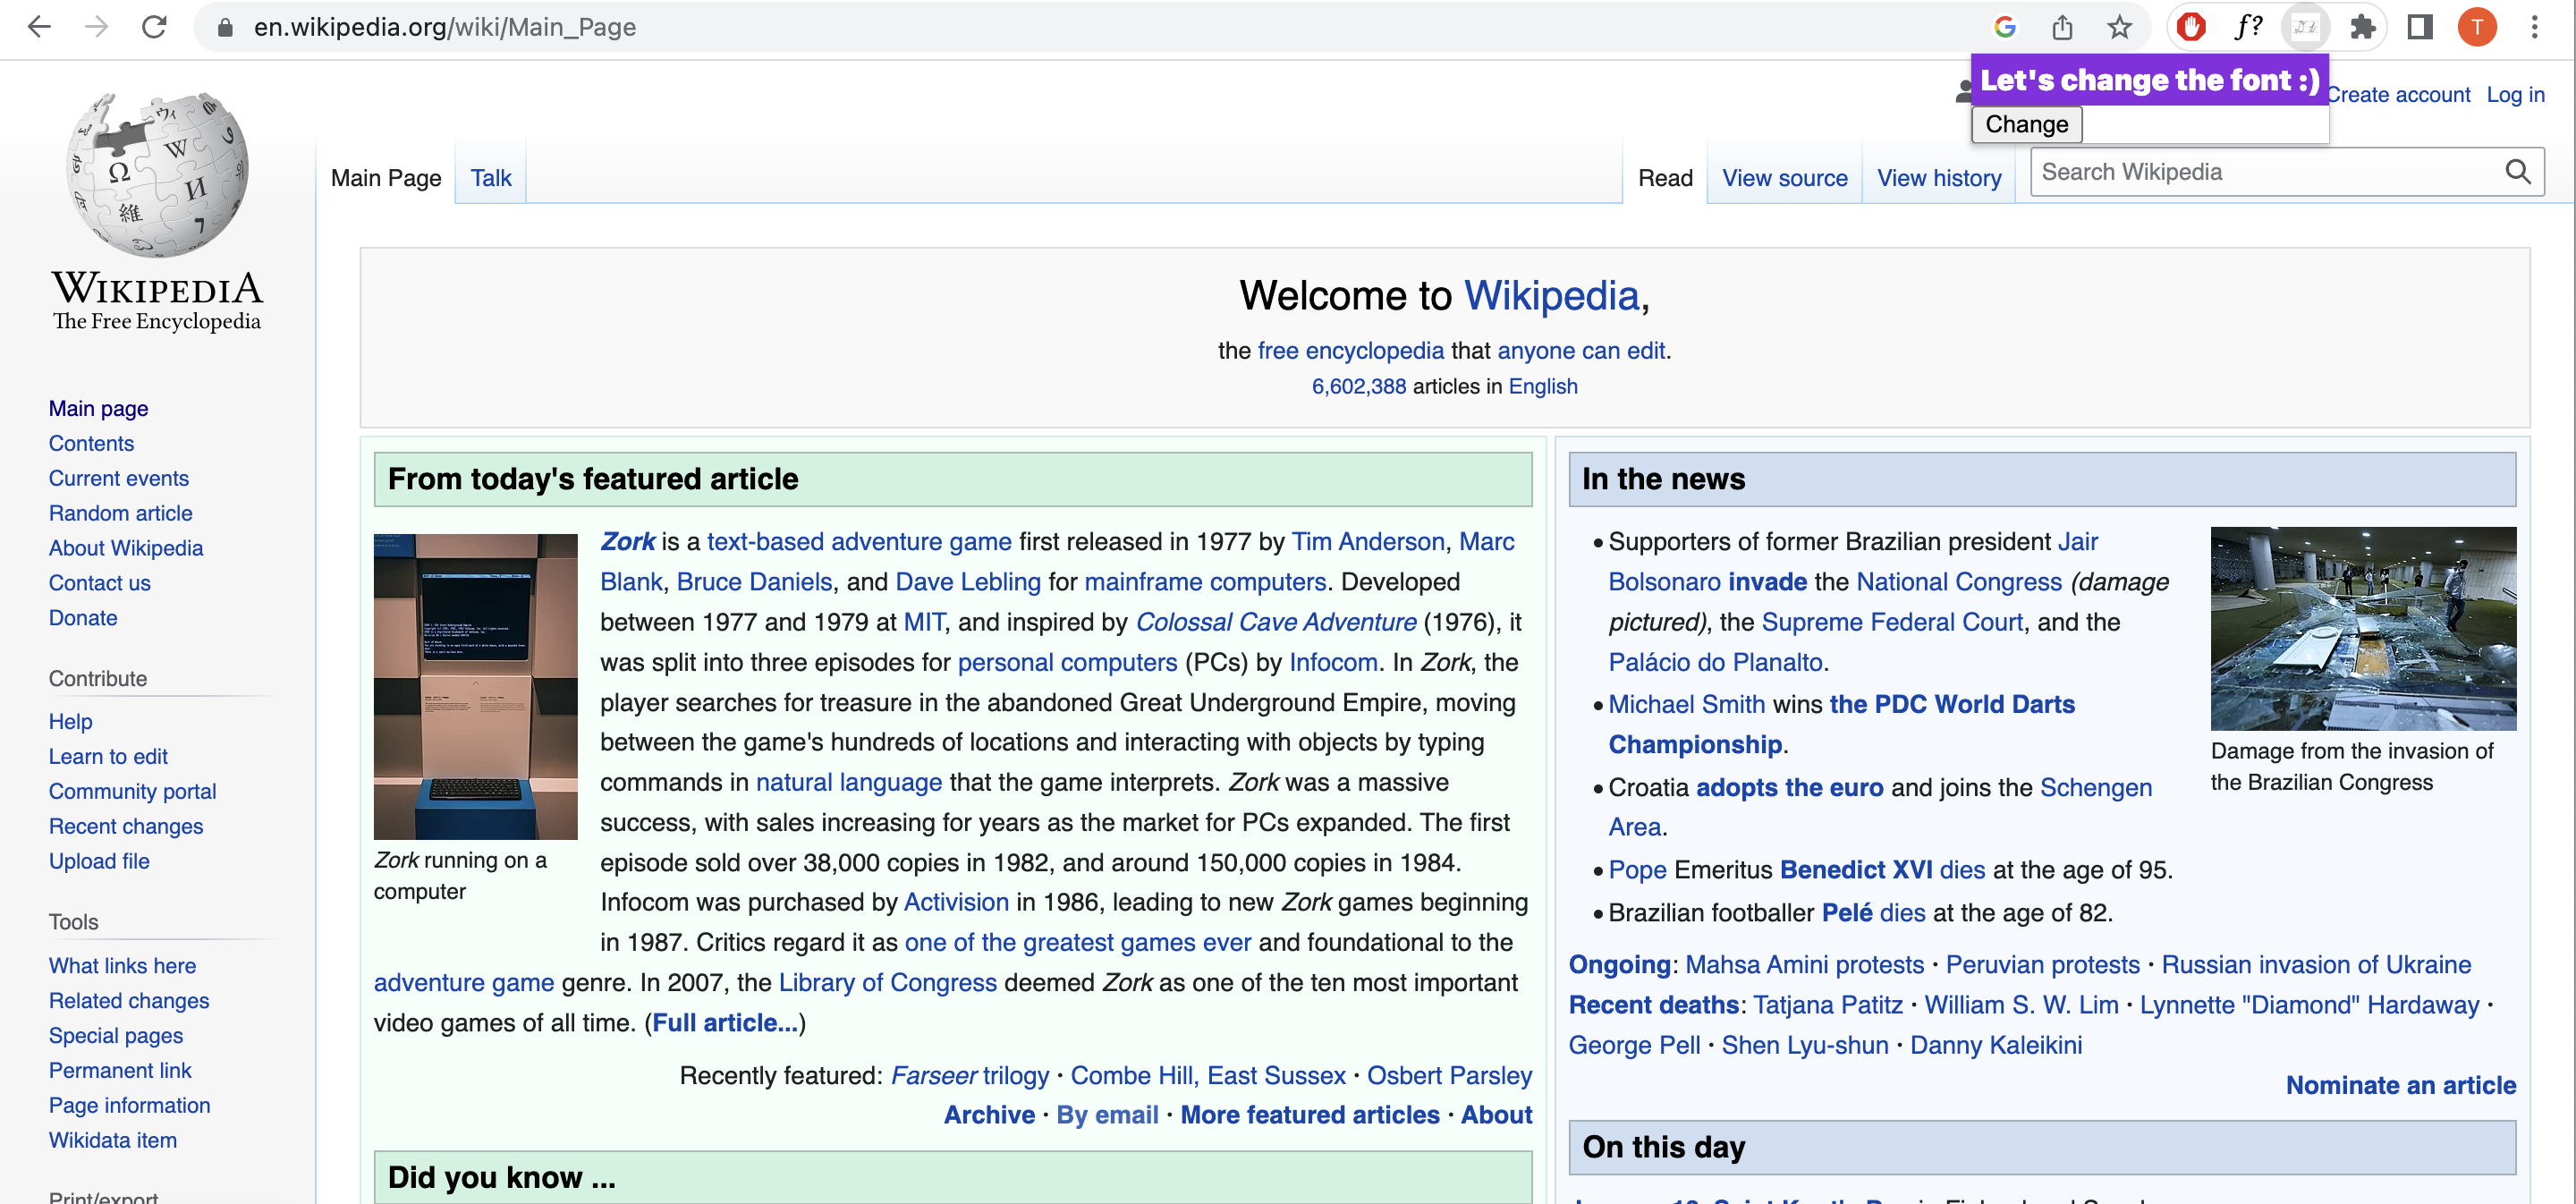 en.wikipedia.org/wiki/Main_Page
f?
T
Let's change the font :)
Change
Create account Log in
Main Page Talk
Read View source View history
Search Wikipedia
WIKIPEDIA
The Free Encyclopedia
Main page
Contents
Current events
Random article
About Wikipedia
Contact us
Donate
Contribute
Help
Learn to edit
Community portal
Recent changes
Upload file
Tools
What links here
Related changes
Special pages
Permanent link
Page information
Wikidata item
Print/export
Welcome to Wikipedia,
the free encyclopedia that anyone can edit.
6,602,388 articles in English
From today's featured article
Zork is a text-based adventure game first released in 1977 by Tim Anderson, Marc
Blank, Bruce Daniels, and Dave Lebling for mainframe computers. Developed
between 1977 and 1979 at MIT, and inspired by Colossal Cave Adventure (1976), it
was split into three episodes for personal computers (PCs) by Infocom. In Zork, the
player searches for treasure in the abandoned Great Underground Empire, moving
between the game's hundreds of locations and interacting with objects by typing
commands in natural language that the game interprets. Zork was a massive
success, with sales increasing for years as the market for PCs expanded. The first
episode sold over 38,000 copies in 1982, and around 150,000 copies in 1984.
Infocom was purchased by Activision in 1986, leading to new Zork games beginning
in 1987. Critics regard it as one of the greatest games ever and foundational to the
adventure game genre. In 2007, the Library of Congress deemed Zork as one of the ten most important
video games of all time. (Full article...)
Zork running on a
computer
Recently featured: Farseer trilogy · Combe Hill, East Sussex · Osbert Parsley
Archive · By email · More featured articles · About
Did you know ...
In the news
• Supporters of former Brazilian president Jair
Bolsonaro invade the National Congress (damage
pictured), the Supreme Federal Court, and the
Palácio do Planalto.
• Michael Smith wins the PDC World Darts
Championship.
• Croatia adopts the euro and joins the Schengen
Area.
• Pope Emeritus Benedict XVI dies at the age of 95.
• Brazilian footballer Pelé dies at the age of 82.
Damage from the invasion of
the Brazilian Congress
Ongoing: Mahsa Amini protests · Peruvian protests · Russian invasion of Ukraine
Recent deaths: Tatjana Patitz · William S. W. Lim · Lynnette "Diamond" Hardaway ·
George Pell · Shen Lyu-shun · Danny Kaleikini
Nominate an article
On this day